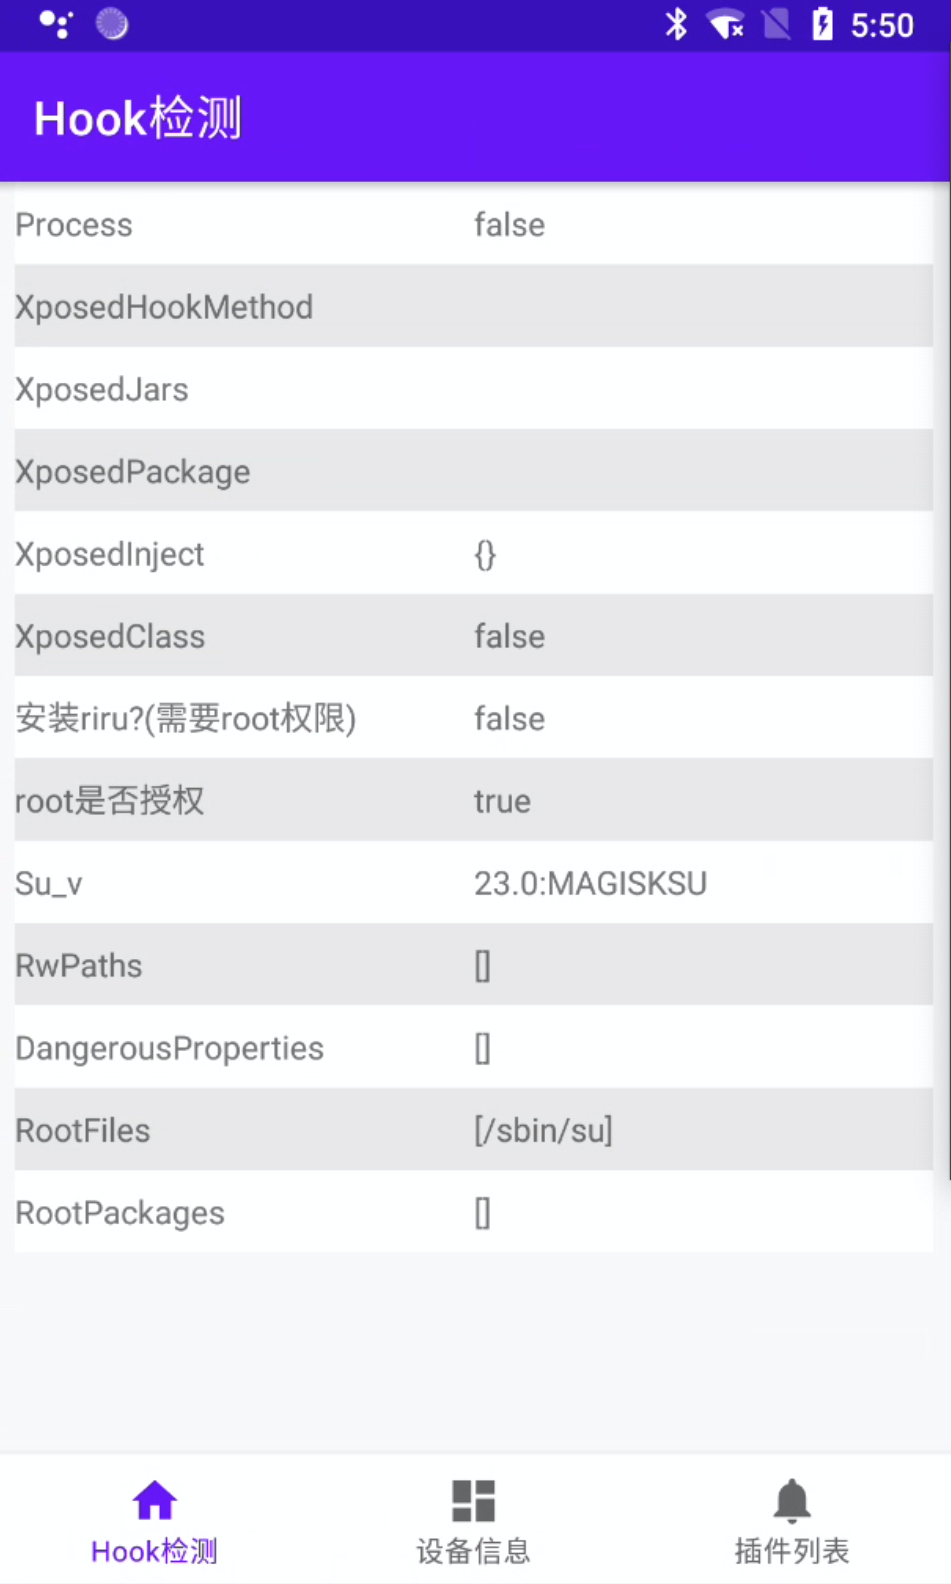 5:50
Hook检测
Process false
XposedHookMethod
XposedJars
XposedPackage
XposedInject {}
XposedClass false
安装riru?(需要root权限) false
root是否授权 true
Su_v 23.0:MAGISKSU
RwPaths []
DangerousProperties []
RootFiles [/sbin/su]
RootPackages []
Hook检测 设备信息 插件列表